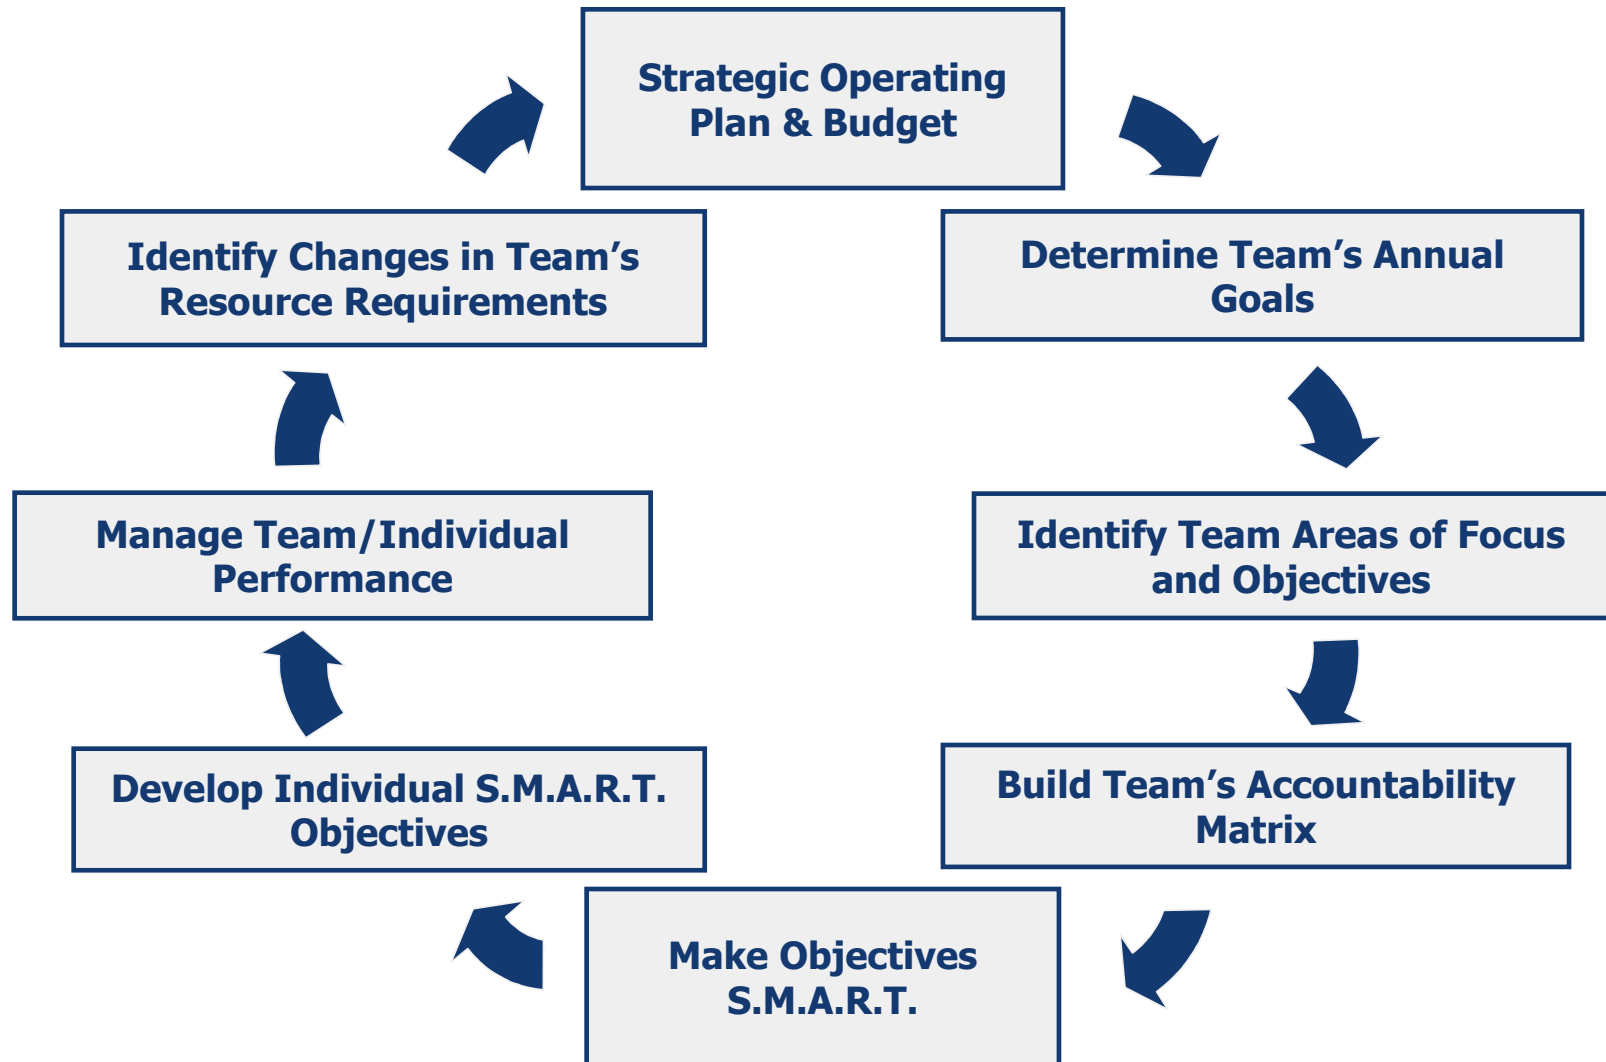 Strategic Operating
Plan & Budget
Determine Team’s Annual
Goals
Identify Team Areas of Focus
and Objectives
Build Team’s Accountability
Matrix
Make Objectives
S.M.A.R.T.
Develop Individual S.M.A.R.T.
Objectives
Manage Team/Individual
Performance
Identify Changes in Team’s
Resource Requirements